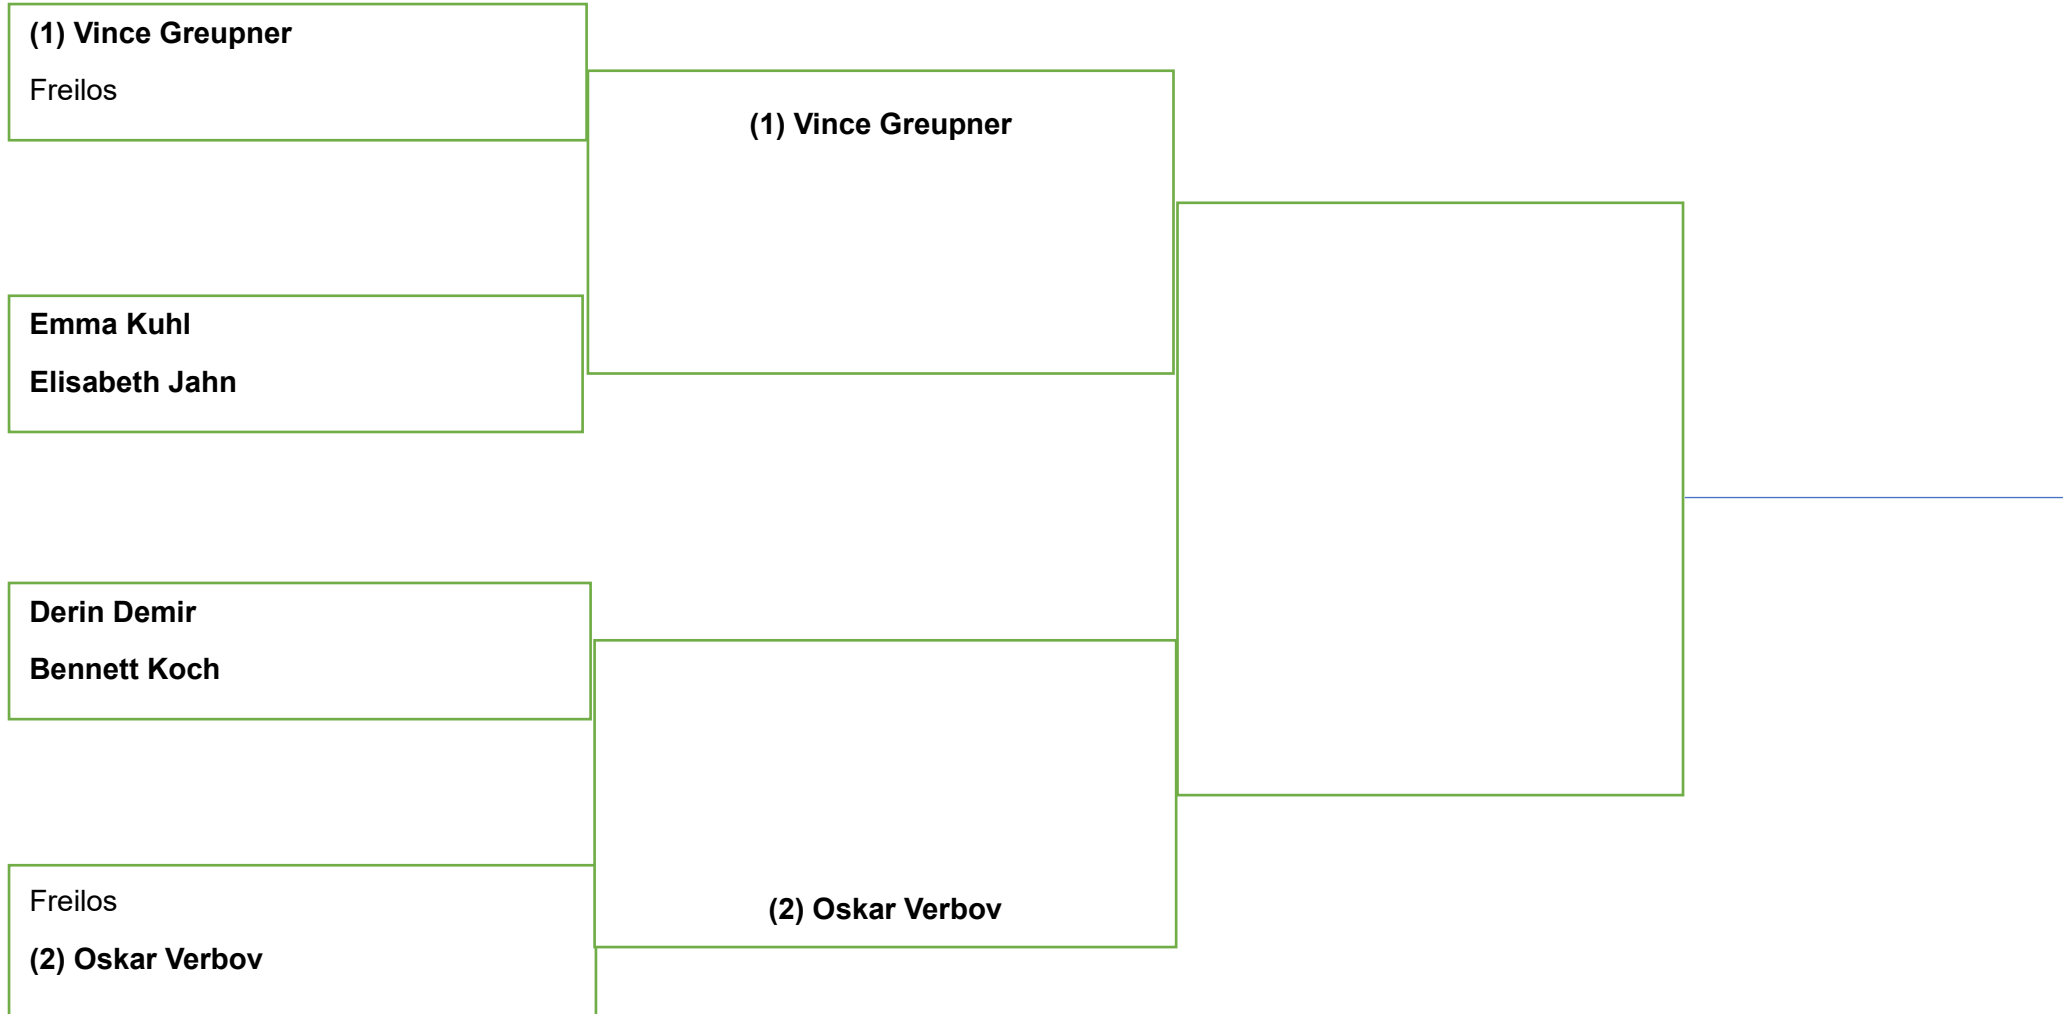 (1) Vince Greupner
Freilos
(1) Vince Greupner
Emma Kuhl
Elisabeth Jahn
Derin Demir
Bennett Koch
Freilos
(2) Oskar Verbov
(2) Oskar Verbov